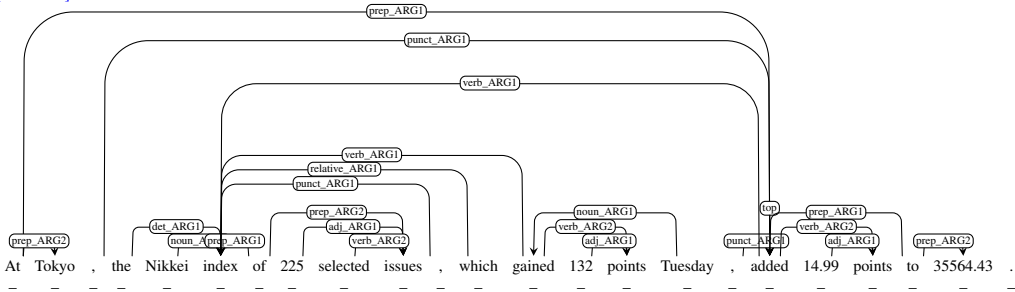 prep_ARG1
punct_ARG1
verb_ARG1
verb_ARG1
relative_ARG1
punct_ARG1
top
prep_ARG2 noun_ARG1 prep_ARG1
det_ARG1 adj_ARG1 verb_ARG2 verb_ARG2
prep_ARG2 prep_ARG1 verb_ARG2 adj_ARG1 punct_ARG1 adj_ARG1 prep_ARG2
At Tokyo , the Nikkei index of 225 selected issues , which gained 132 points Tuesday , added 14.99 points to 35564.43 .
_ _ _ _ _ _ _ _ _ _ _ _ _ _ _ _ _ _ _ _ _ _ _